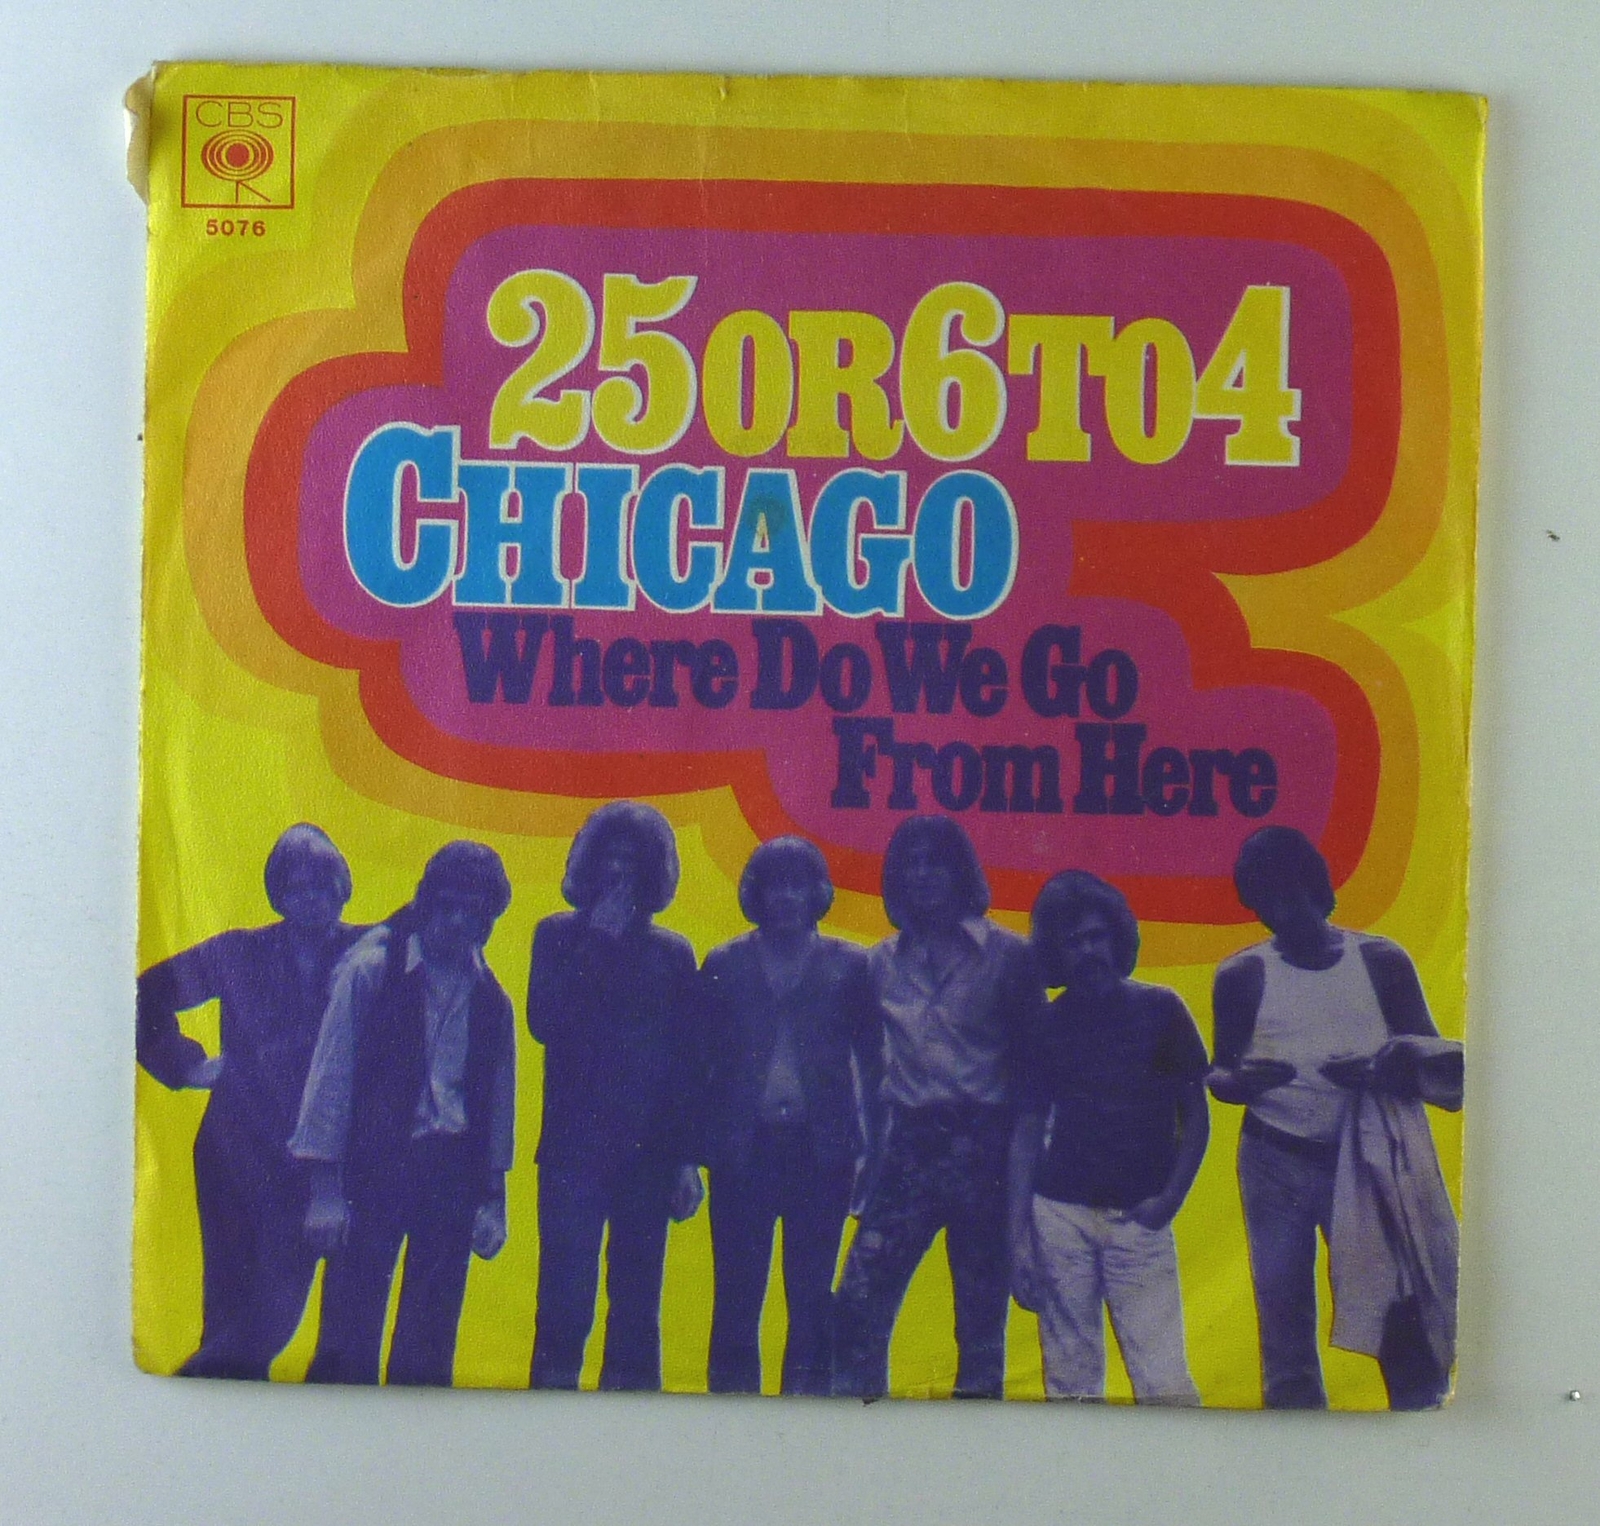 CBS
5076
25 OR 6 TO 4
CHICAGO
Where Do We Go
From Here